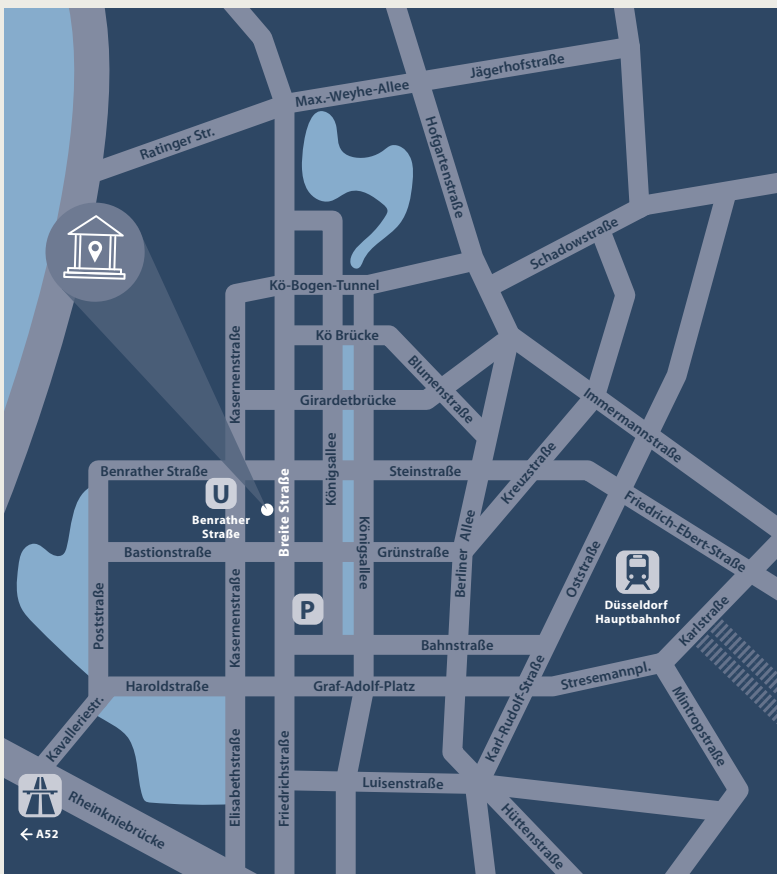 Jägerhofstraße
Max.-Weyhe-Allee
Ratinger Str.
Hofgartenstraße
Schadowstraße
Kö-Bogen-Tunnel
Kö Brücke
Kasernenstraße
Blumenstraße
Girardetbrücke
Immermannstraße
Königsallee
Benrather Straße
Steinstraße
Kreuzstraße
U
Benrather
Straße
Breite Straße
Friedrich-Ebert-Straße
Königsallee
Berliner Allee
Bastionstraße
Grünstraße
Oststraße
Düsseldorf
Hauptbahnhof
Poststraße
Kasernenstraße
P
Karlstraße
Bahnstraße
Haroldstraße
Graf-Adolf-Platz
Stresemannpl.
Karl-Rudolf-Straße
Mintropstraße
Kavalleriestr.
Elisabethstraße
Friedrichstraße
Luisenstraße
Rheinkniebrücke
Hüttenstraße
← A52